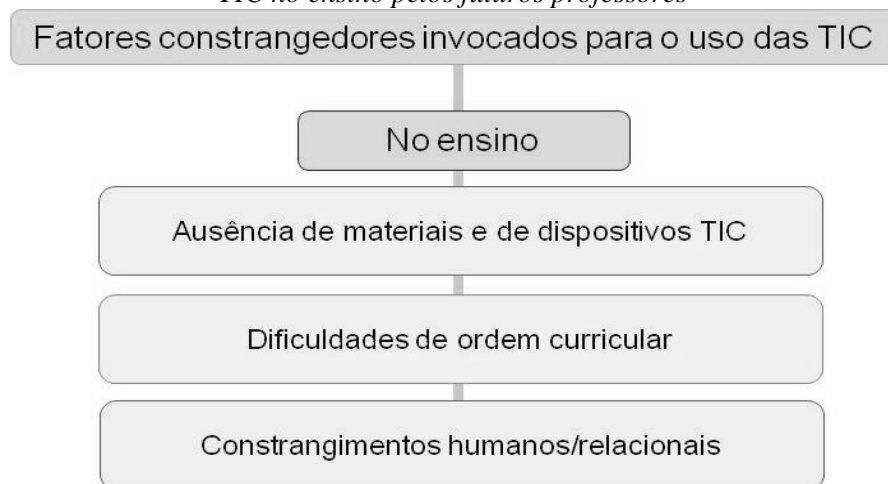 TIC no ensino pelos futuros professores
Fatores constrangedores invocados para o uso das TIC
No ensino
Ausência de materiais e de dispositivos TIC
Dificuldades de ordem curricular
Constrangimentos humanos/relacionais